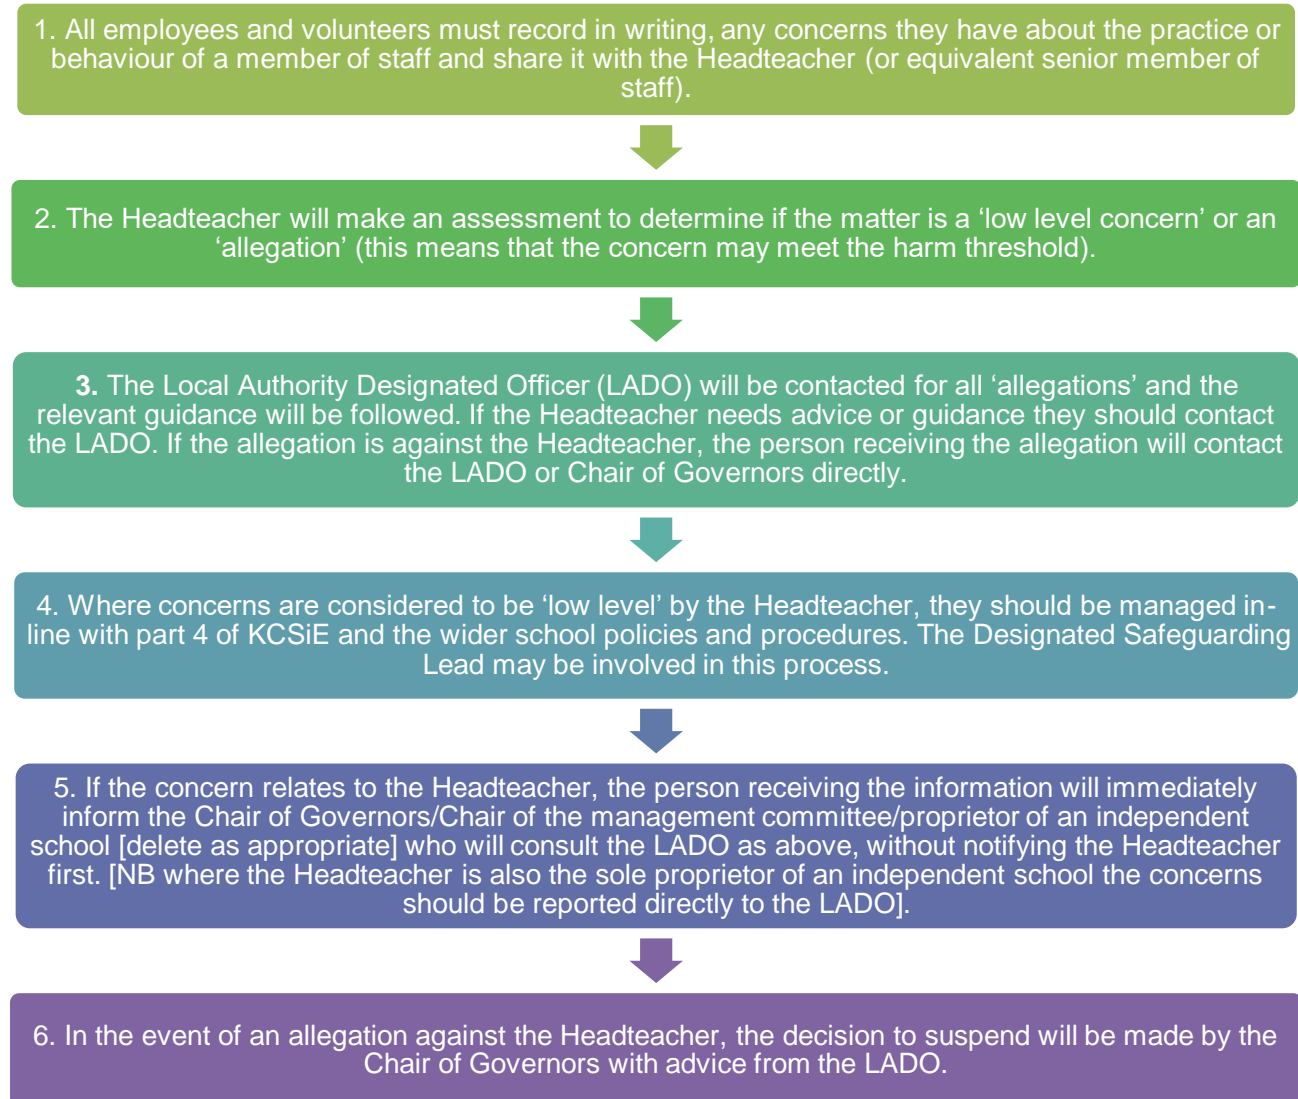 1. All employees and volunteers must record in writing, any concerns they have about the practice or
behaviour of a member of staff and share it with the Headteacher (or equivalent senior member of
staff).
2. The Headteacher will make an assessment to determine if the matter is a ‘low level concern’ or an
‘allegation’ (this means that the concern may meet the harm threshold).
3. The Local Authority Designated Officer (LADO) will be contacted for all ‘allegations’ and the
relevant guidance will be followed. If the Headteacher needs advice or guidance they should contact
the LADO. If the allegation is against the Headteacher, the person receiving the allegation will contact
the LADO or Chair of Governors directly.
4. Where concerns are considered to be ‘low level’ by the Headteacher, they should be managed in-
line with part 4 of KCSiE and the wider school policies and procedures. The Designated Safeguarding
Lead may be involved in this process.
5. If the concern relates to the Headteacher, the person receiving the information will immediately
inform the Chair of Governors/Chair of the management committee/proprietor of an independent
school [delete as appropriate] who will consult the LADO as above, without notifying the Headteacher
first. [NB where the Headteacher is also the sole proprietor of an independent school the concerns
should be reported directly to the LADO].
6. In the event of an allegation against the Headteacher, the decision to suspend will be made by the
Chair of Governors with advice from the LADO.